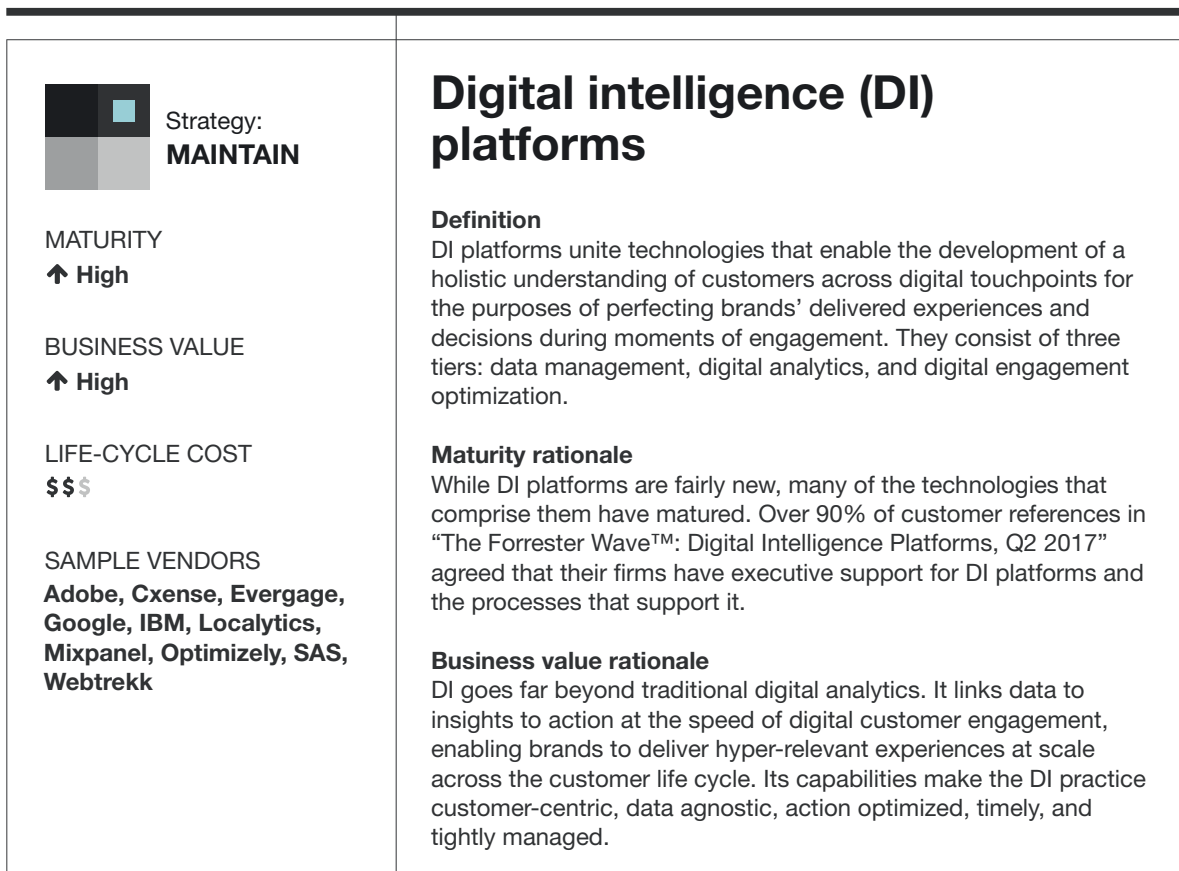 Strategy:
MAINTAIN
MATURITY
↑ High
BUSINESS VALUE
↑ High
LIFE-CYCLE COST
$$$
SAMPLE VENDORS
Adobe, Cxense, Evergage,
Google, IBM, Localytics,
Mixpanel, Optimizely, SAS,
Webtrekk
Digital intelligence (DI)
platforms
Definition
DI platforms unite technologies that enable the development of a
holistic understanding of customers across digital touchpoints for
the purposes of perfecting brands’ delivered experiences and
decisions during moments of engagement. They consist of three
tiers: data management, digital analytics, and digital engagement
optimization.
Maturity rationale
While DI platforms are fairly new, many of the technologies that
comprise them have matured. Over 90% of customer references in
“The Forrester Wave™: Digital Intelligence Platforms, Q2 2017”
agreed that their firms have executive support for DI platforms and
the processes that support it.
Business value rationale
DI goes far beyond traditional digital analytics. It links data to
insights to action at the speed of digital customer engagement,
enabling brands to deliver hyper-relevant experiences at scale
across the customer life cycle. Its capabilities make the DI practice
customer-centric, data agnostic, action optimized, timely, and
tightly managed.